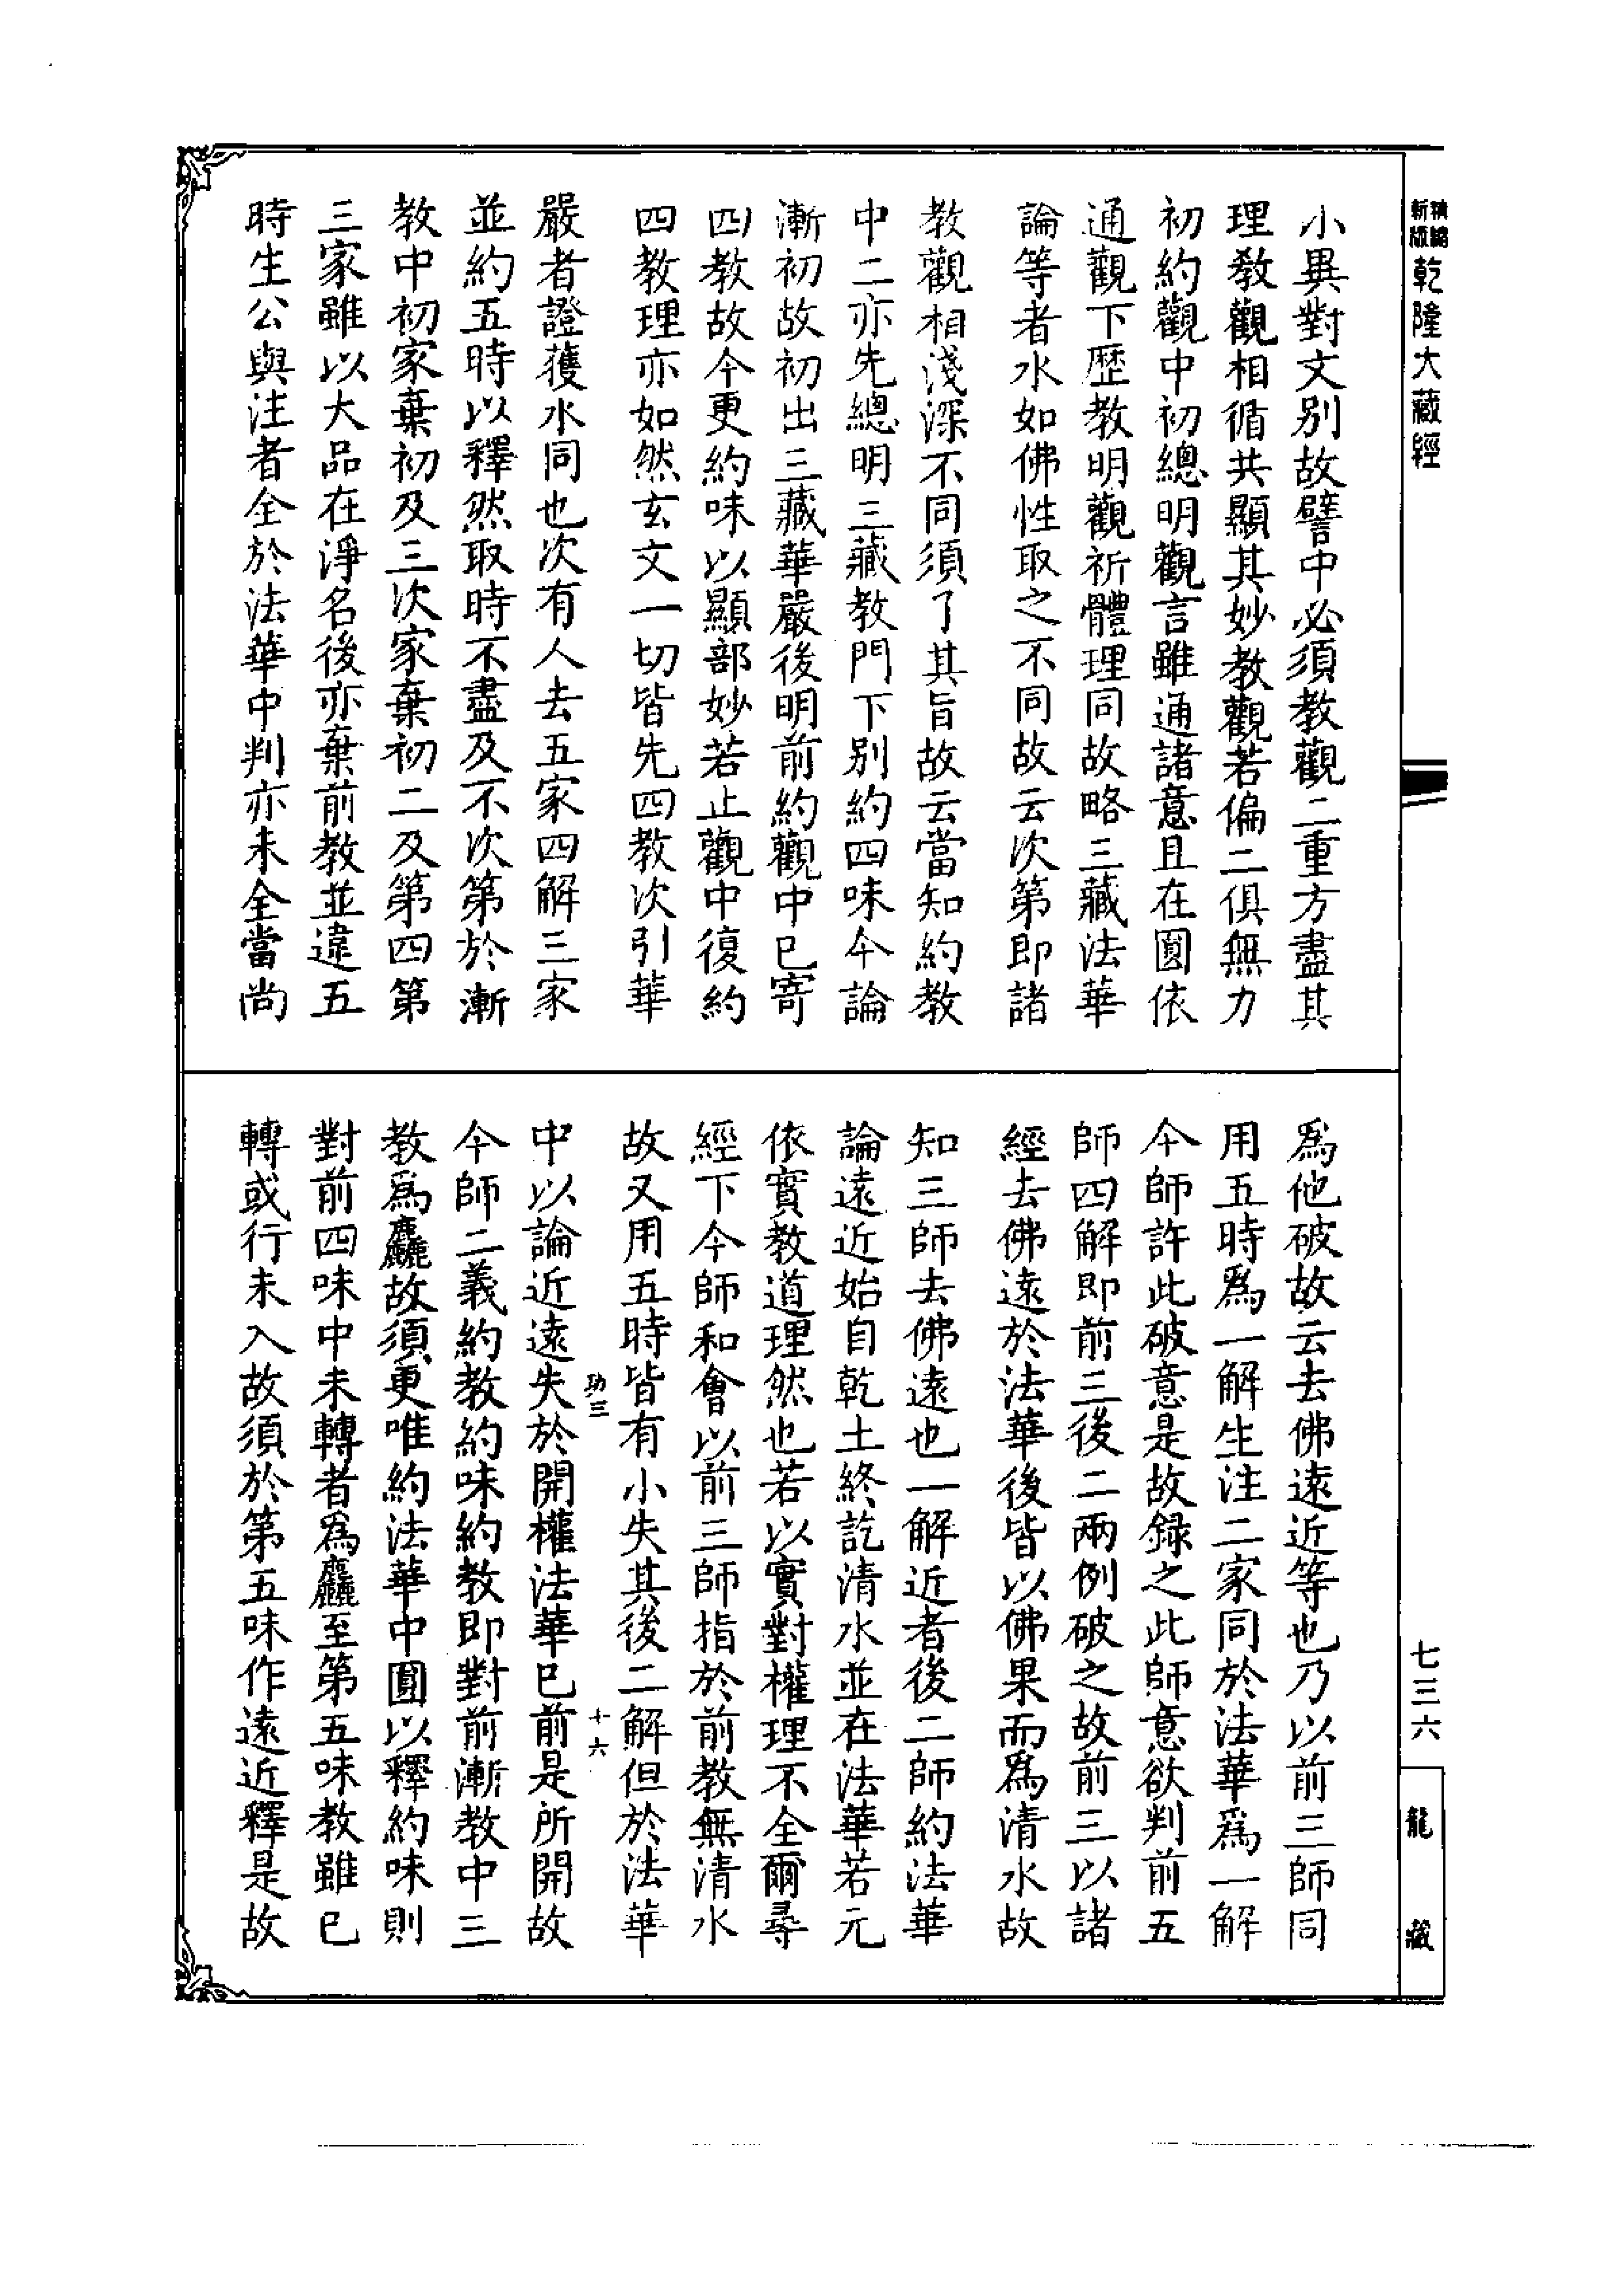 精縮
新版
乾隆大藏經
小異對文別故譬中必須教觀二重方盡其
理教觀相循共顯其妙教觀若偏二俱無力
初約觀中初總明觀言雖通諸意且在圓依
通觀下歷教明觀析體理同故略三藏法華
論等者水如佛性取之不同故云次第即諸
教觀相淺深不同須了其旨故云當知約教
中二亦先總明三藏教門下別約四味今論
漸初故初出三藏華嚴後明前約觀中已寄
四教故今更約味以顯部妙若止觀中復約
四教理亦如然玄文一切皆先四教次引華
嚴者證獲水同也次有人去五家四解三家
並約五時以釋然取時不盡及不次第於漸
教中初家棄初及三次家棄初二及第四第
三家雖以大品在淨名後亦棄前教並違五
時生公與注者全於法華中判亦未全當尚
為他破故云去佛遠近等也乃以前三師同
用五時為一解生注二家同於法華為一解
今師許此破意是故錄之此師意欲判前五
師四解即前三後二兩例破之故前三以諸
經去佛遠於法華後皆以佛果而為清水故
知三師去佛遠也一解近者後二師約法華
論遠近始自乾土終訖清水並在法華若元
依實教道理然也若以實對權理不全爾尋
經下今師和會以前三師指於前教無清水
故又用五時皆有小失其後二解但於法華
功三
十六
中以論近遠失於開權法華已前是所開故
今師二義約教約味約教即對前漸教中三
教為麤故須更唯約法華中圓以釋約味則
對前四味中未轉者為麤至第五味教雖已
轉或行未入故須於第五味作遠近釋是故
七三六
龍藏